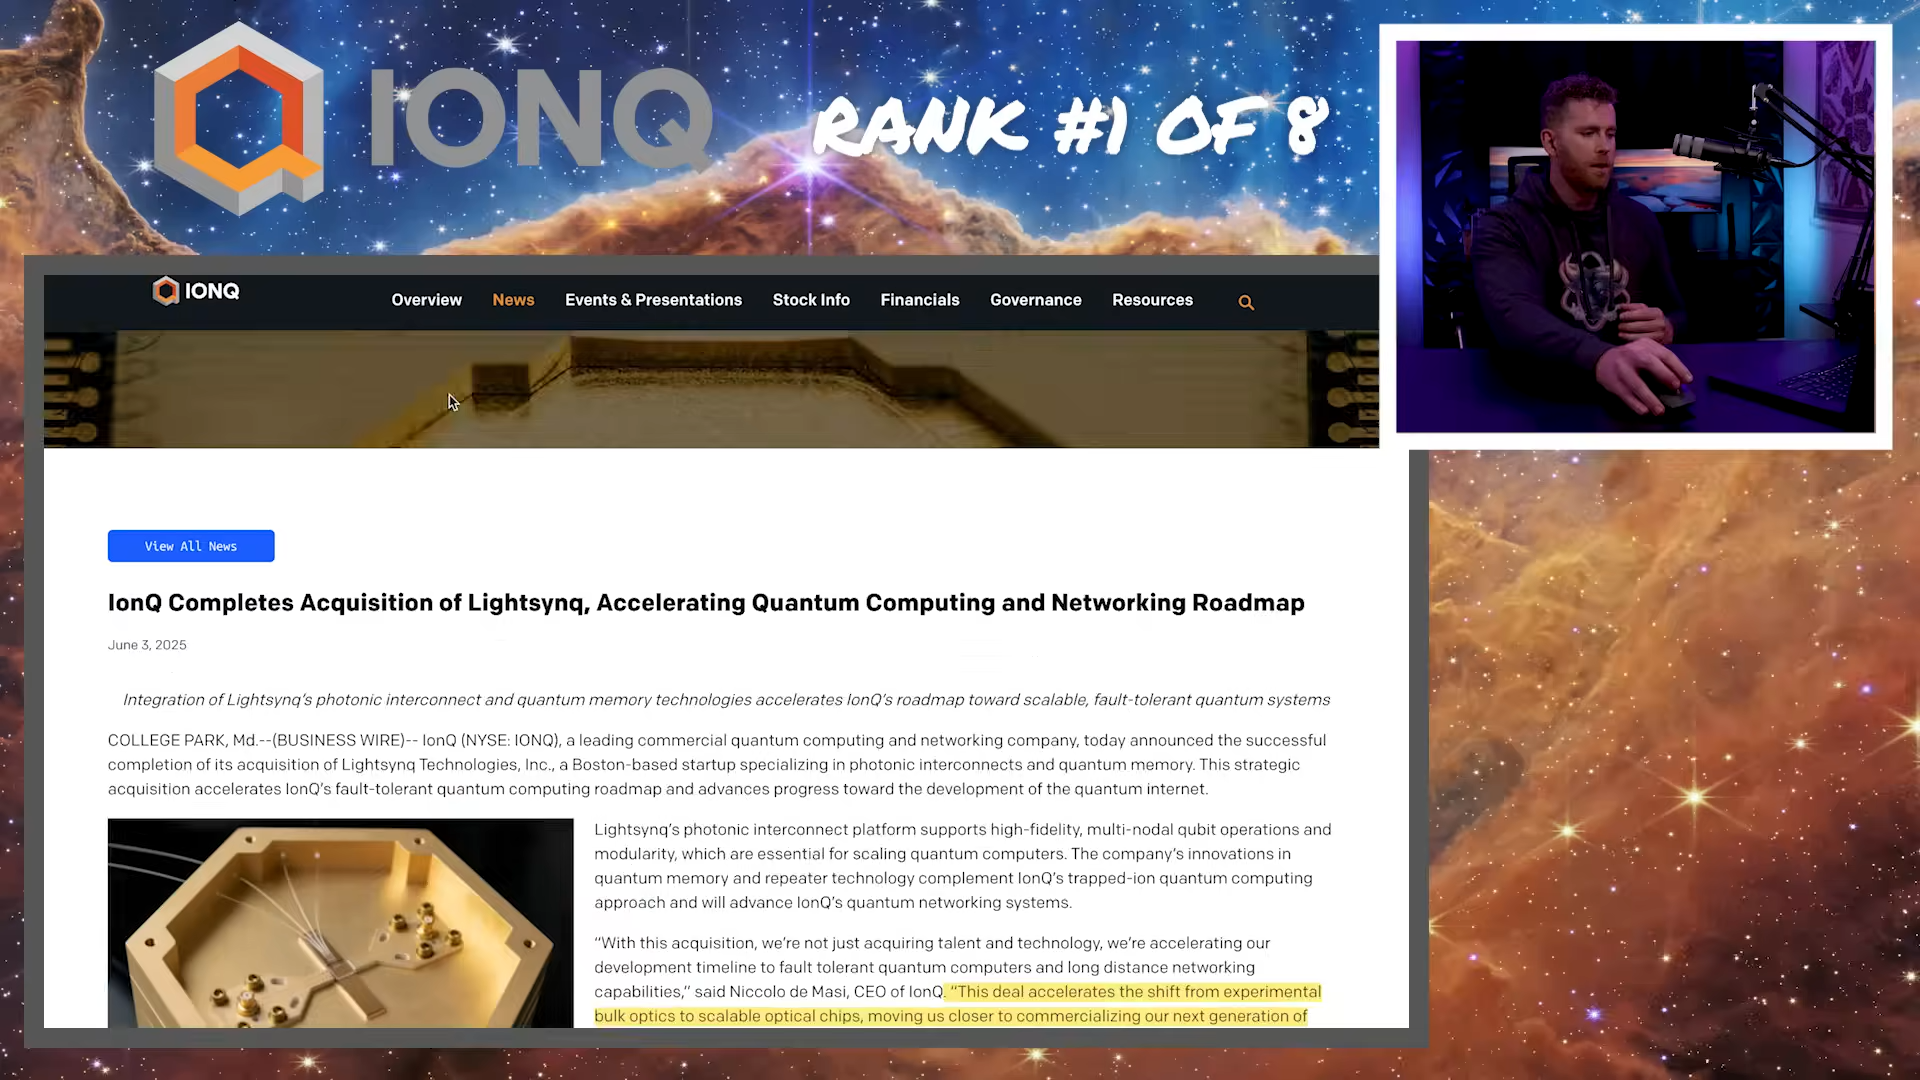 IONQ
RANK #1 OF 8
IONQ
Overview News Events & Presentations Stock Info Financials Governance Resources
View All News
IonQ Completes Acquisition of Lightsynq, Accelerating Quantum Computing and Networking Roadmap
June 3, 2025
Integration of Lightsynq’s photonic interconnect and quantum memory technologies accelerates IonQ’s roadmap toward scalable, fault-tolerant quantum systems
COLLEGE PARK, Md.--(BUSINESS WIRE)-- IonQ (NYSE: IONQ), a leading commercial quantum computing and networking company, today announced the successful
completion of its acquisition of Lightsynq Technologies, Inc., a Boston-based startup specializing in photonic interconnects and quantum memory. This strategic
acquisition accelerates IonQ’s fault-tolerant quantum computing roadmap and advances progress toward the development of the quantum internet.
Lightsynq’s photonic interconnect platform supports high-fidelity, multi-nodal qubit operations and
modularity, which are essential for scaling quantum computers. The company’s innovations in
quantum memory and repeater technology complement IonQ’s trapped-ion quantum computing
approach and will advance IonQ’s quantum networking systems.
“With this acquisition, we’re not just acquiring talent and technology, we’re accelerating our
development timeline to fault tolerant quantum computers and long distance networking
capabilities,” said Niccolo de Masi, CEO of IonQ. “This deal accelerates the shift from experimental
bulk optics to scalable optical chips, moving us closer to commercializing our next generation of